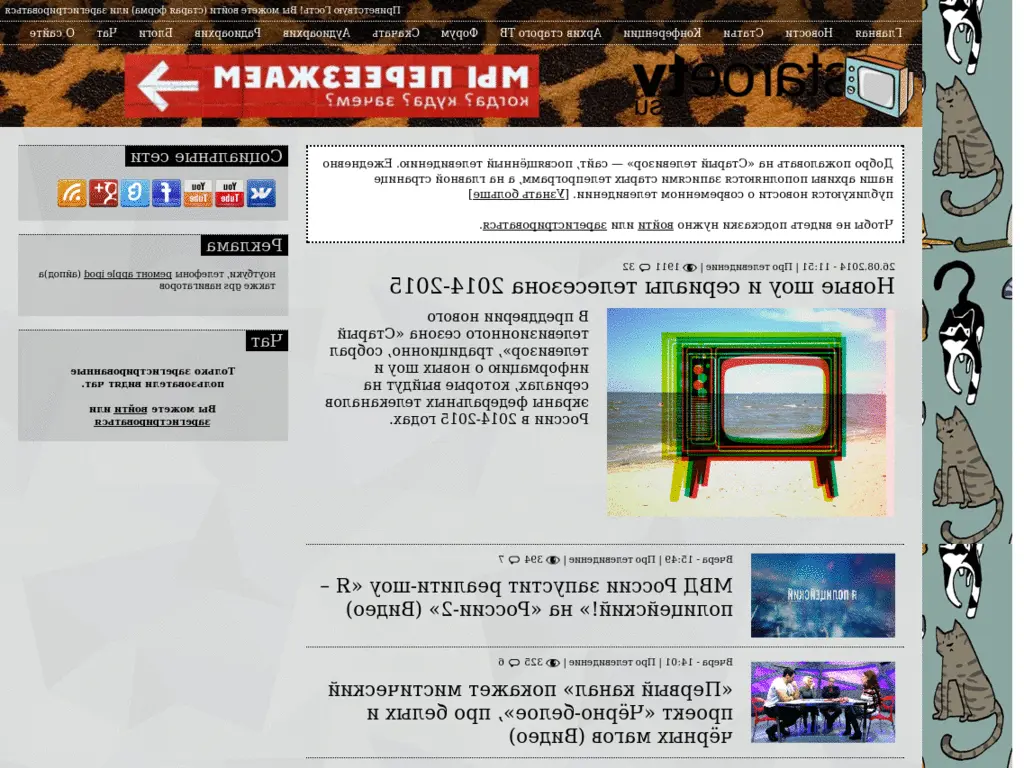 Приветствую Гость! Вы можете войти (старая форма) или зарегистрироваться
Главная Новости Статьи Конференции Архив старого ТВ Форум Скачать Аудиоархив Радиоархив Блоги Чат О сайте
staroetv
su
МЫ ПЕРЕЕЗЖАЕМ
когда? куда? зачем?
Добро пожаловать на «Старый телевизор» — сайт, посвящённый телевидению. Ежедневно
наши архивы пополняются записями старых телепрограмм, а на главной странице
публикуются новости о современном телевидении. [Узнать больше]
Чтобы не видеть подсказки нужно войти или зарегистрироваться.
26.08.2014 - 11:51 | Про телевидение | 1911 32
Новые шоу и сериалы телесезона 2014-2015
В преддверии нового
телевизионного сезона «Старый
телевизор», традиционно, собрал
информацию о новых шоу и
сериалах, которые выйдут на
экраны федеральных телеканалов
России в 2014-2015 годах.
Я ПОЛИЦЕЙСКИЙ
Вчера - 15:49 | Про телевидение | 394 7
МВД России запустит реалити-шоу «Я –
полицейский!» на «России-2» (Видео)
Вчера - 14:01 | Про телевидение | 325 6
«Первый канал» покажет мистический
проект «Чёрно-белое», про белых и
чёрных магов (Видео)
Социальные сети
You Tube
You Tube
g+
Реклама
ноутбуки, телефоны ремонт apple ipod (айпод)а
также gps навигаторов
Чат
Только зарегистрированные
пользователи видят чат.
Вы можете войти или
зарегистрироваться